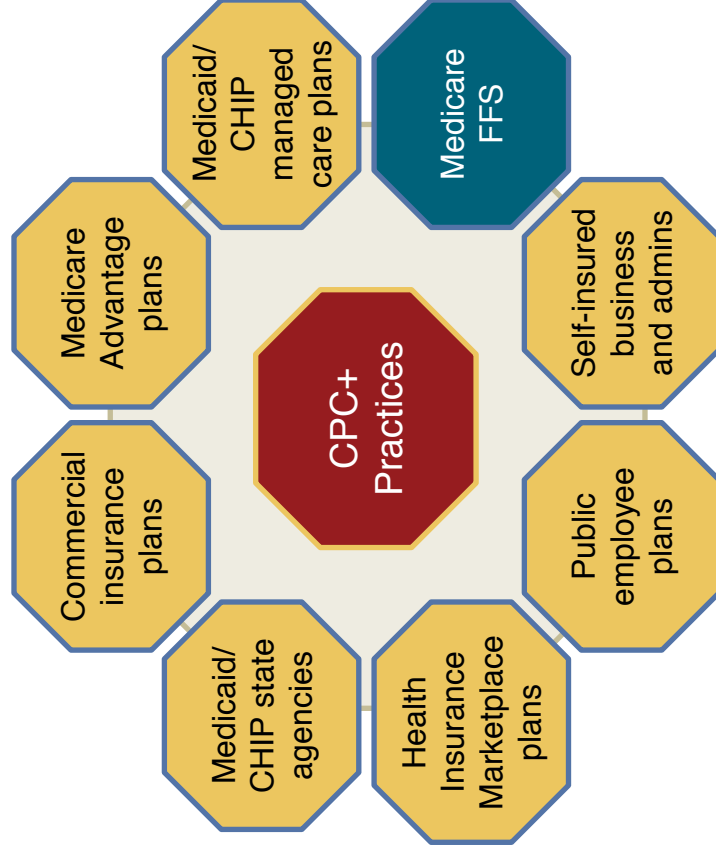 Commercial
insurance
plans
Medicare
Advantage
plans
Medicaid/
CHIP state
agencies
Medicaid/
CHIP
managed
care plans
CPC+
Practices
Health
Insurance
Marketplace
plans
Medicare
FFS
Public
employee
plans
Self-insured
business
and admins